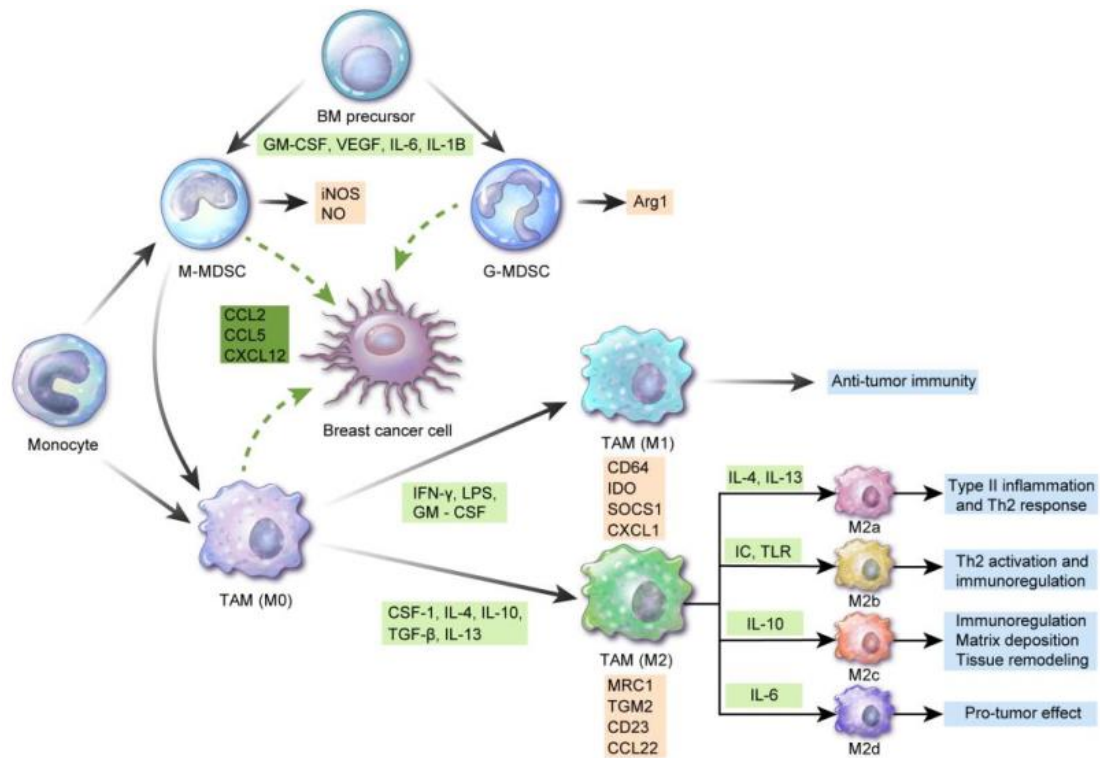 BM precursor
GM-CSF, VEGF, IL-6, IL-1B
iNOS
NO
Arg1
M-MDSC
G-MDSC
CCL2
CCL5
CXCL12
Monocyte
Breast cancer cell
TAM (M1)
Anti-tumor immunity
CD64
IDO
SOCS1
CXCL1
IFN-γ, LPS,
GM - CSF
TAM (M0)
CSF-1, IL-4, IL-10,
TGF-β, IL-13
TAM (M2)
MRC1
TGM2
CD23
CCL22
IL-4, IL-13
M2a
Type II inflammation
and Th2 response
IC, TLR
M2b
Th2 activation and
immunoregulation
IL-10
M2c
Immunoregulation
Matrix deposition
Tissue remodeling
IL-6
M2d
Pro-tumor effect